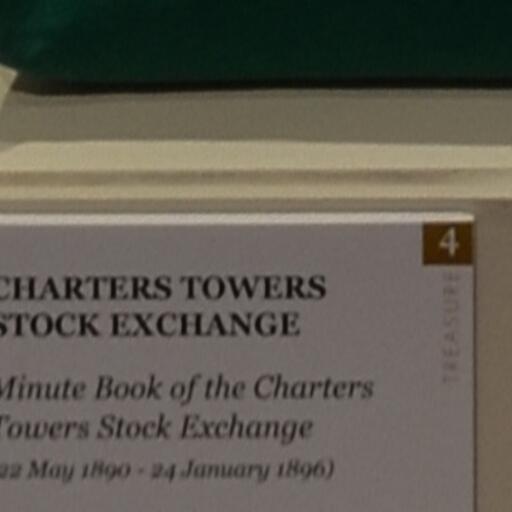 4
TREASURE
CHARTERS TOWERS
STOCK EXCHANGE
Minute Book of the Charters
Towers Stock Exchange
22 May 1890 - 24 January 1896)